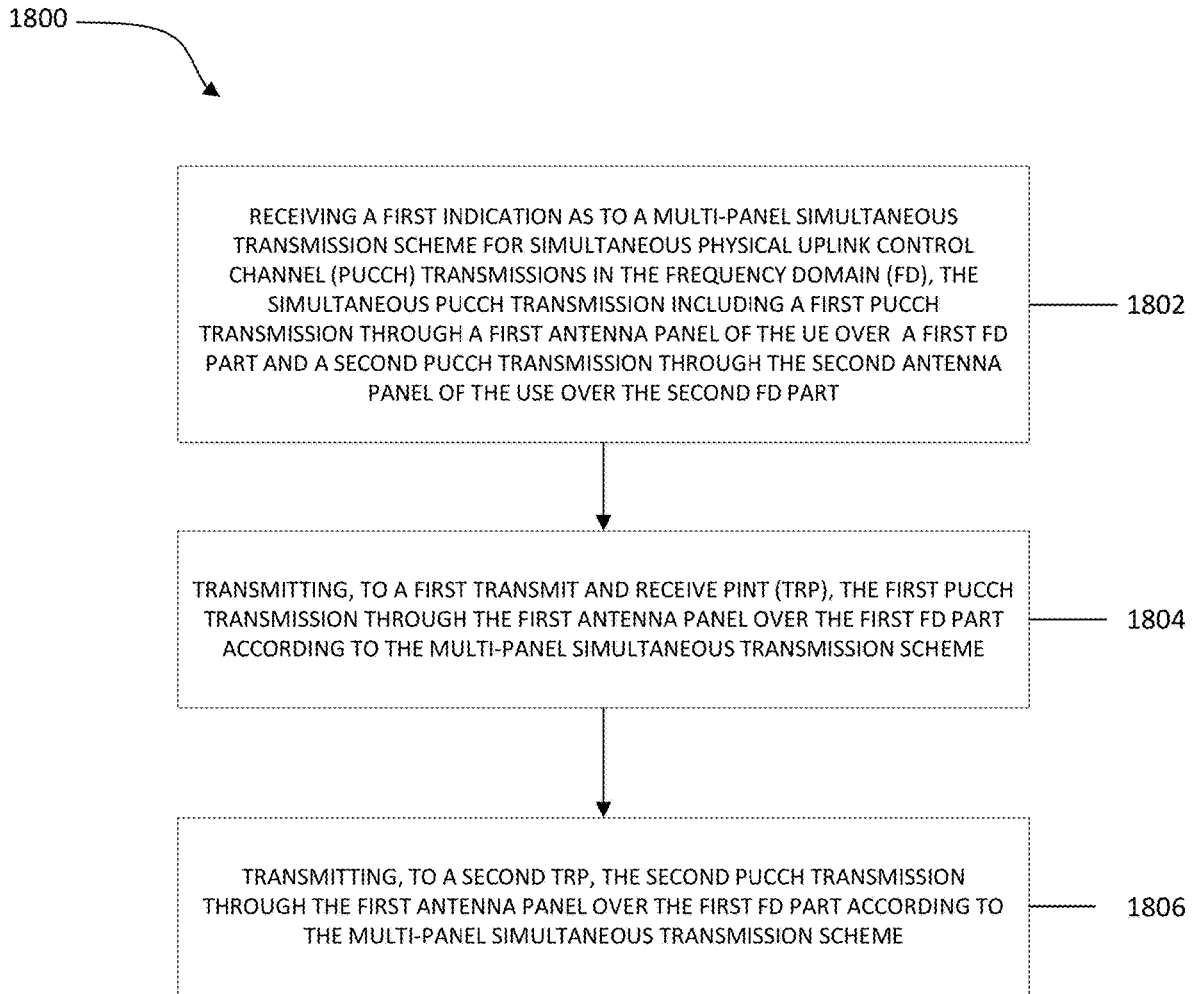 1800
RECEIVING A FIRST INDICATION AS TO A MULTI-PANEL SIMULTANEOUS
TRANSMISSION SCHEME FOR SIMULTANEOUS PHYSICAL UPLINK CONTROL
CHANNEL (PUCCH) TRANSMISSIONS IN THE FREQUENCY DOMAIN (FD), THE
SIMULTANEOUS PUCCH TRANSMISSION INCLUDING A FIRST PUCCH
TRANSMISSION THROUGH A FIRST ANTENNA PANEL OF THE UE OVER A FIRST FD
PART AND A SECOND PUCCH TRANSMISSION THROUGH THE SECOND ANTENNA
PANEL OF THE USE OVER THE SECOND FD PART
1802
TRANSMITTING, TO A FIRST TRANSMIT AND RECEIVE PINT (TRP), THE FIRST PUCCH
TRANSMISSION THROUGH THE FIRST ANTENNA PANEL OVER THE FIRST FD PART
ACCORDING TO THE MULTI-PANEL SIMULTANEOUS TRANSMISSION SCHEME
1804
TRANSMITTING, TO A SECOND TRP, THE SECOND PUCCH TRANSMISSION
THROUGH THE FIRST ANTENNA PANEL OVER THE FIRST FD PART ACCORDING TO
THE MULTI-PANEL SIMULTANEOUS TRANSMISSION SCHEME
1806